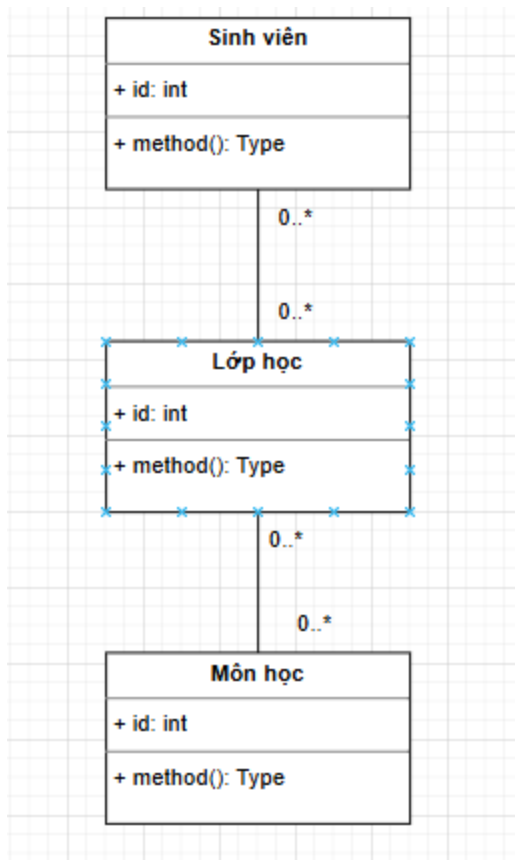 Sinh viên
+ id: int
+ method(): Type
0..*
0..*
Lớp học
+ id: int
+ method(): Type
0..*
0..*
Môn học
+ id: int
+ method(): Type